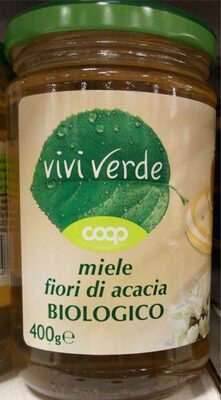 vivi verde
coop
miele
fiori di acacia
BIOLOGICO
400g℮